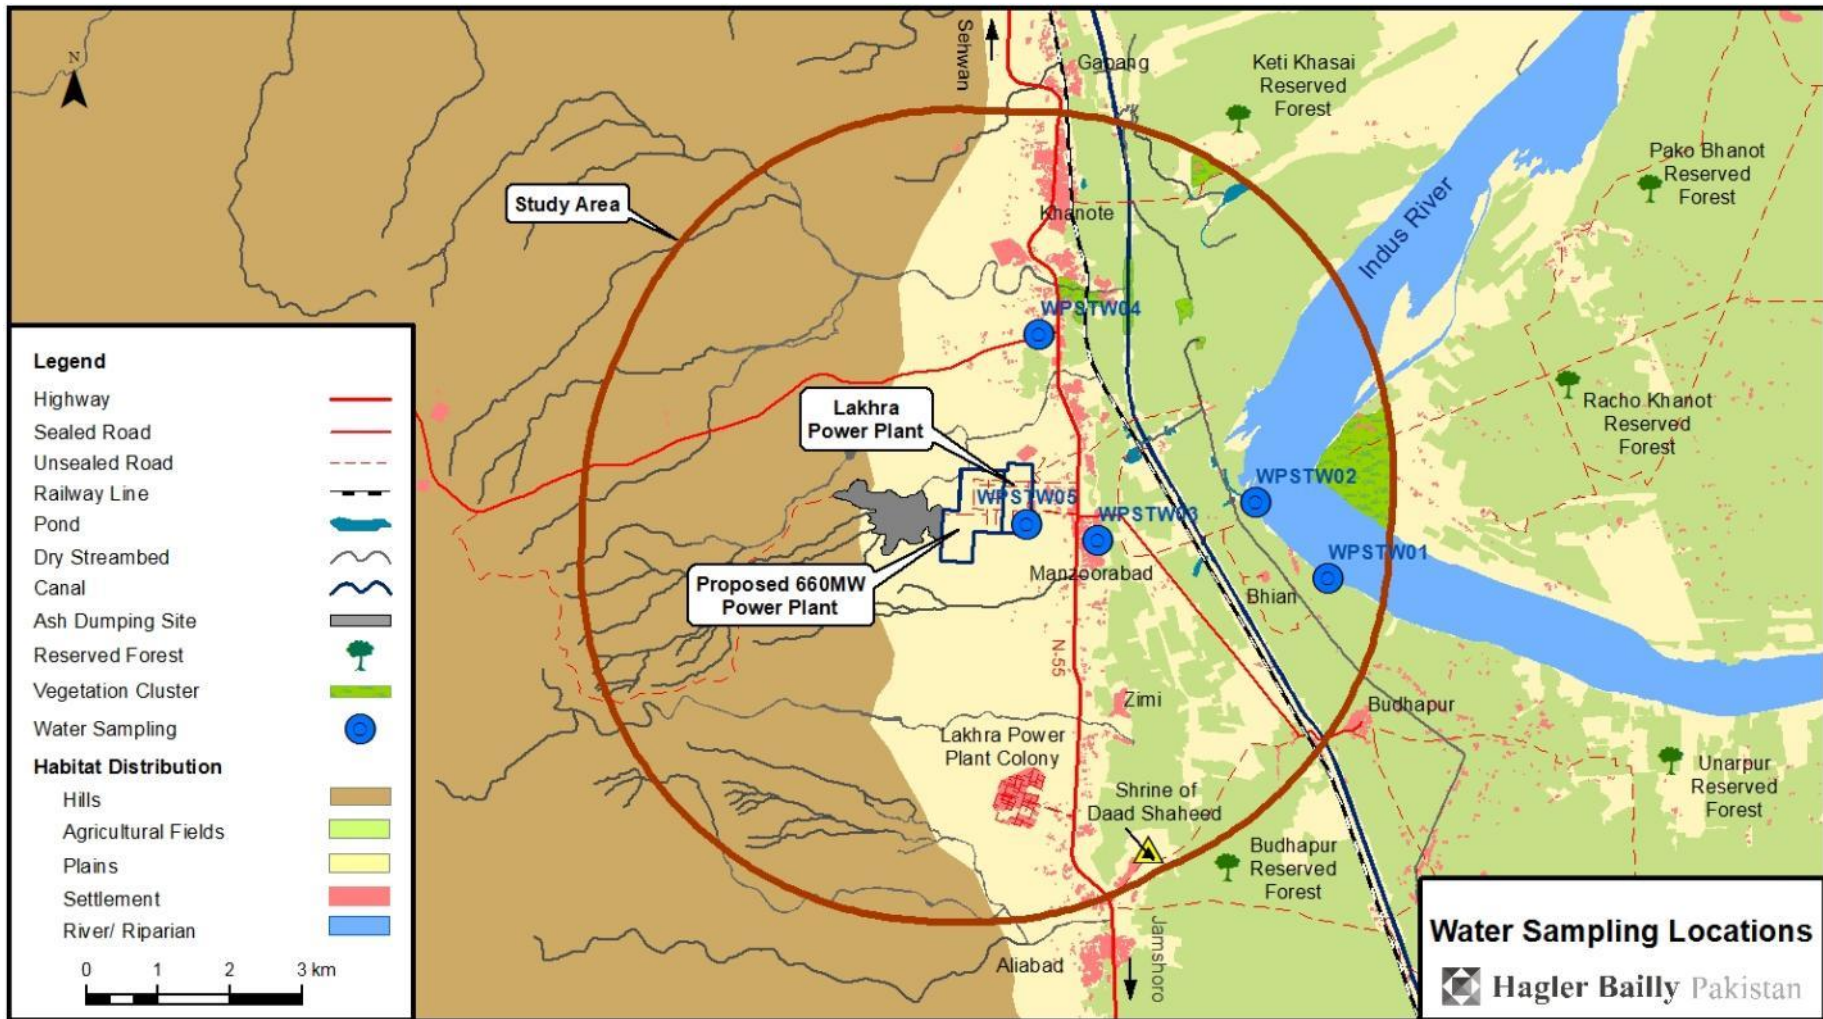 N
Sehwan
Gabang
Keti Khasai
Reserved
Forest
Pako Bhanot
Reserved
Forest
Study Area
Khanote
Indus River
WPSTW04
Lakhra
Power Plant
Racho Khanot
Reserved
Forest
WPSTW02
WPSTW05
WPSTW03
WPSTW01
Proposed 660MW
Power Plant
Manzoorabad
Bhian
N-55
Zimi
Budhapur
Lakhra Power
Plant Colony
Shrine of
Daad Shaheed
Unarpur
Reserved
Forest
Budhapur
Reserved
Forest
Jamshoro
Aliabad
Legend
Highway
Sealed Road
Unsealed Road
Railway Line
Pond
Dry Streambed
Canal
Ash Dumping Site
Reserved Forest
Vegetation Cluster
Water Sampling
Habitat Distribution
Hills
Agricultural Fields
Plains
Settlement
River/ Riparian
0 1 2 3 km
Water Sampling Locations
Hagler Bailly Pakistan